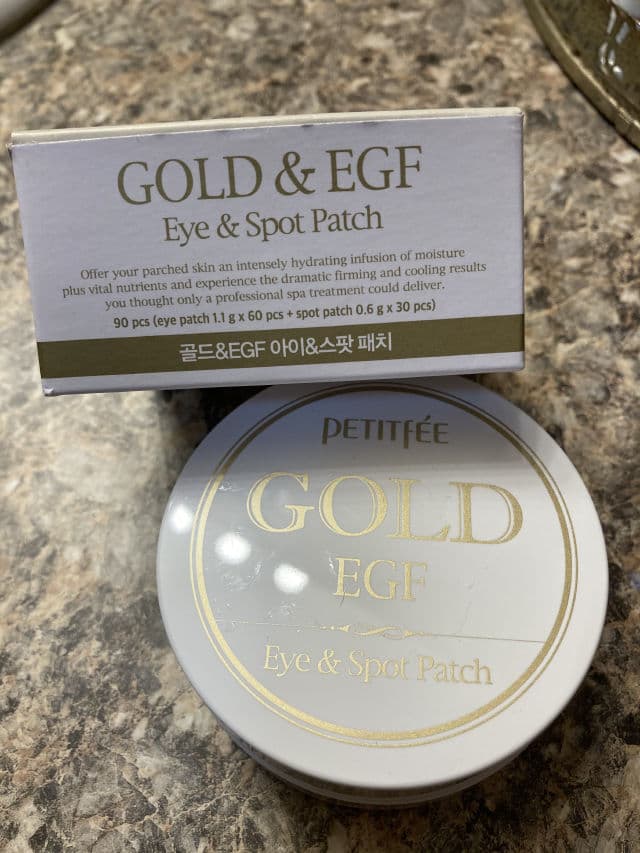 GOLD & EGF
Eye & Spot Patch
Offer your parched skin an intensely hydrating infusion of moisture
plus vital nutrients and experience the dramatic firming and cooling results
you thought only a professional spa treatment could deliver.
90 pcs (eye patch 1.1 g x 60 pcs + spot patch 0.6 g x 30 pcs)
골드&EGF 아이&스팟 패치
PETITFÉE
GOLD
EGF
Eye & Spot Patch